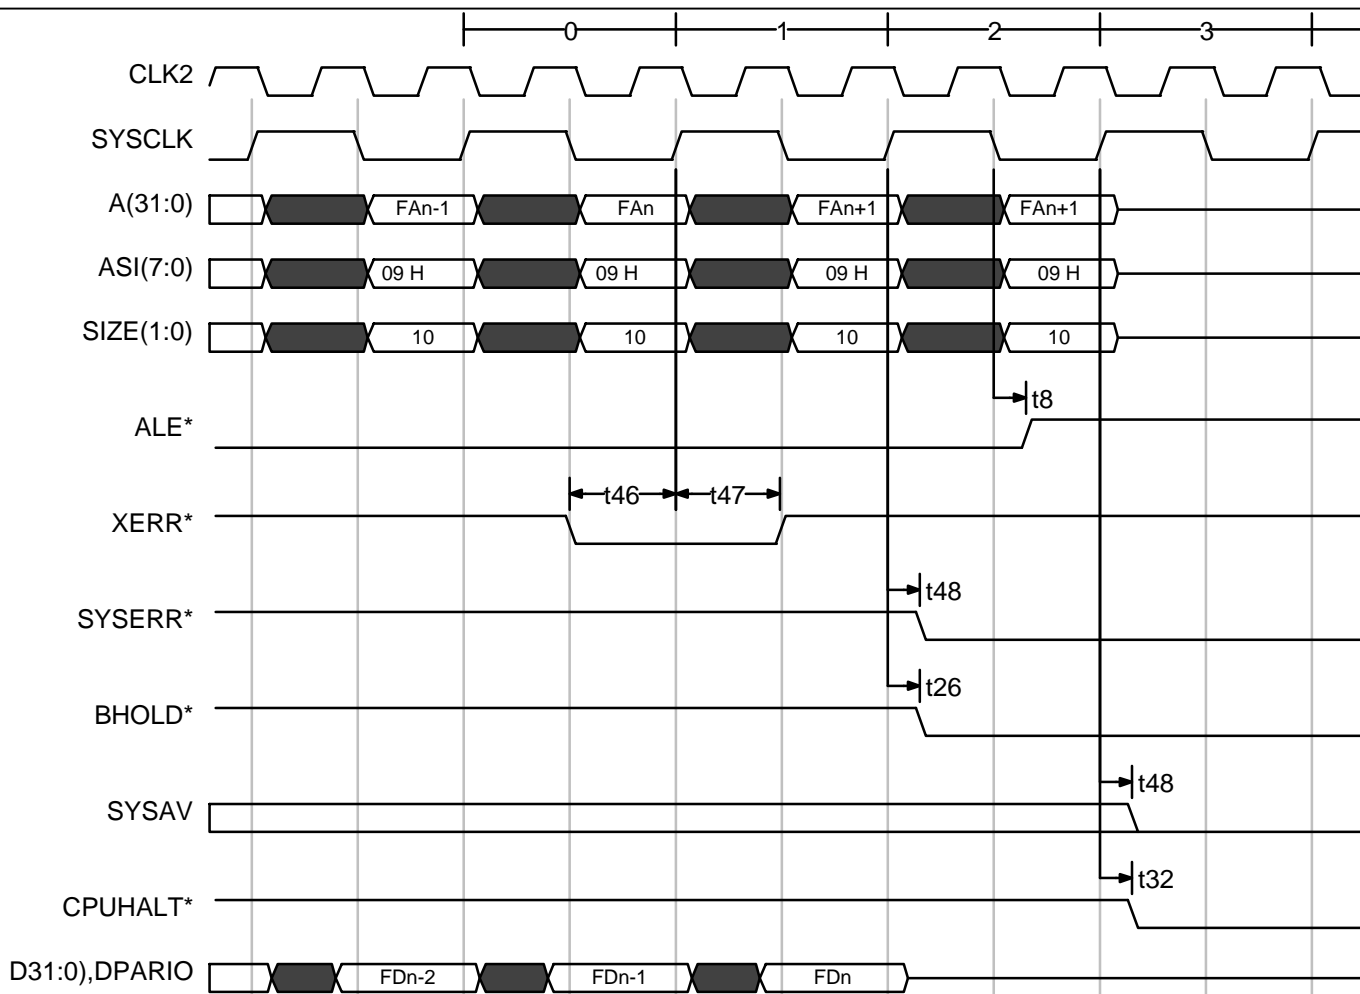 0 1 2 3
CLK2
SYSCLK
A(31:0) FAn-1 FAn FAn+1 FAn+1
ASI(7:0) 09 H 09 H 09 H 09 H
SIZE(1:0) 10 10 10 10
t8
ALE*
t46 t47
XERR*
t48
SYSERR*
t26
BHOLD*
t48
SYSAV
t32
CPUHALT*
D31:0),DPARIO FDn-2 FDn-1 FDn